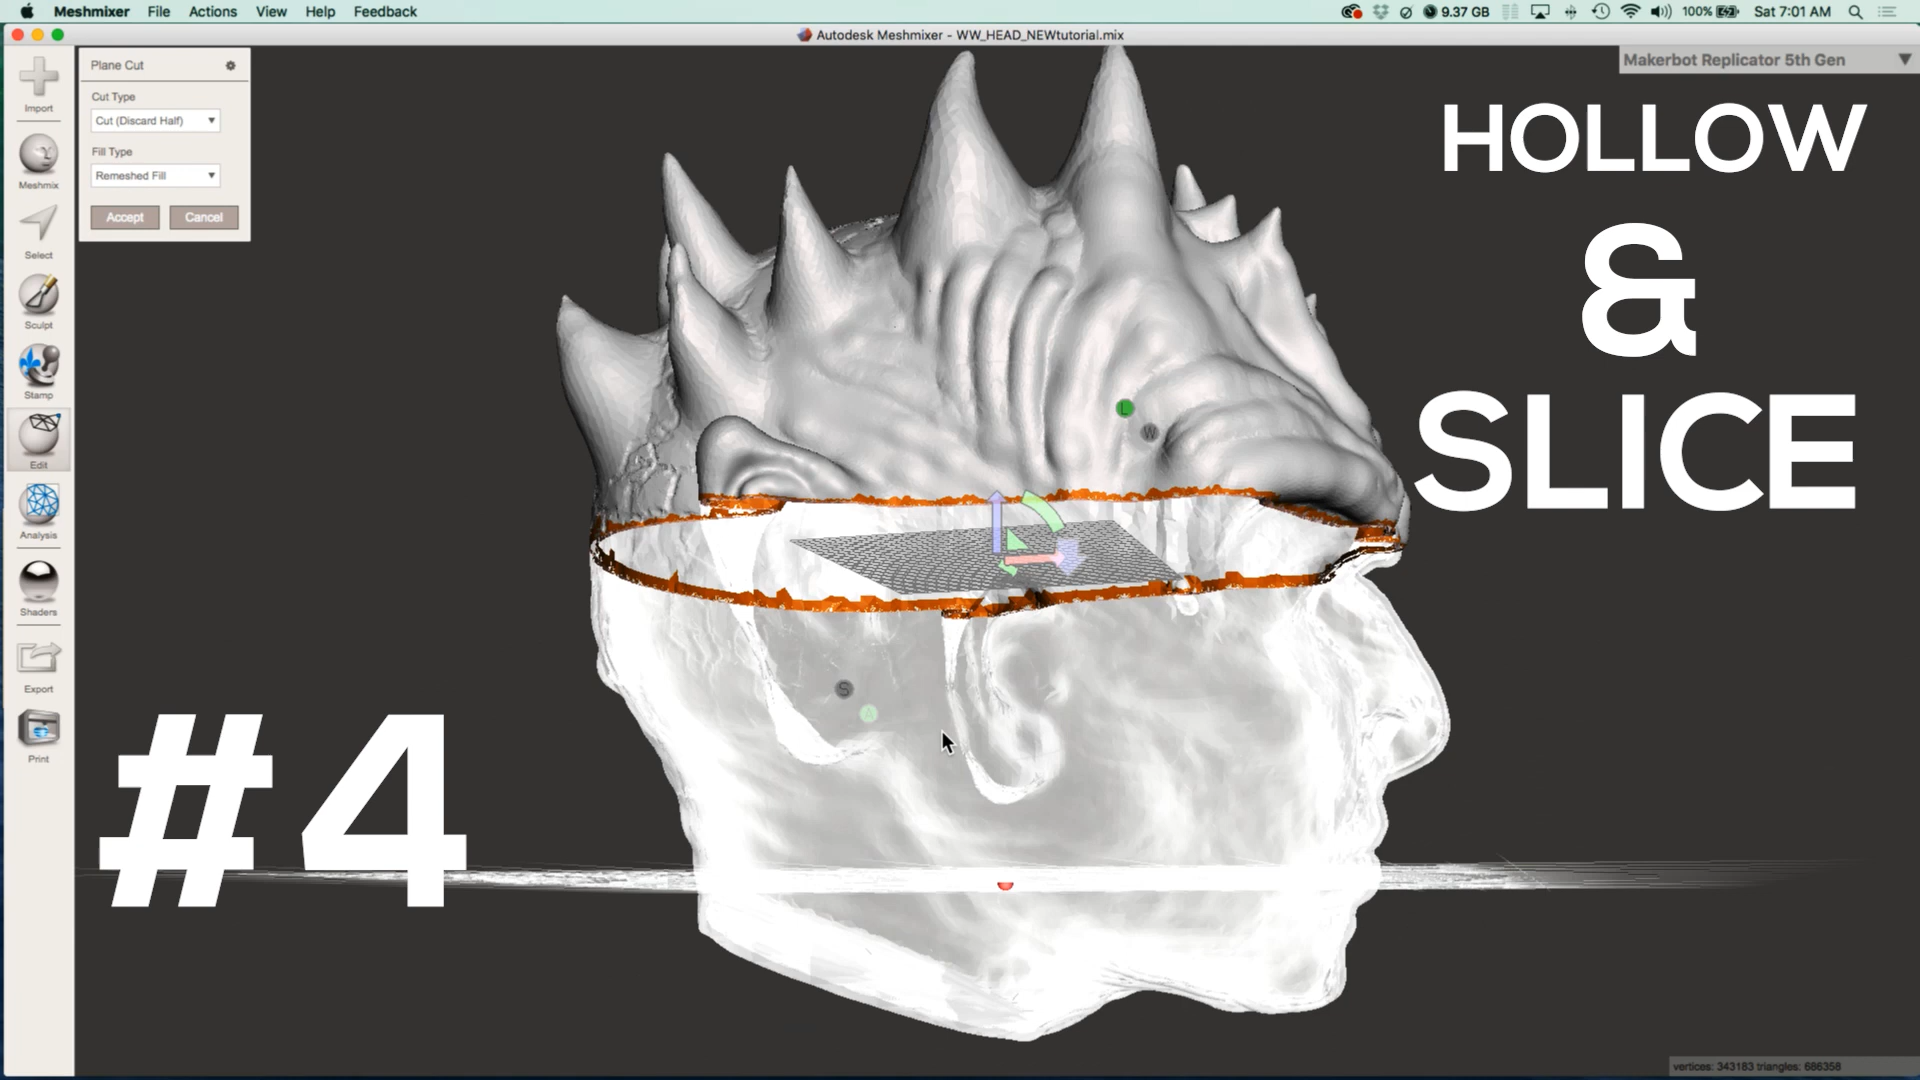 Meshmixer File Actions View Help Feedback
9.37 GB 100% Sat 7:01 AM
Autodesk Meshmixer - WW_HEAD_NEWtutorial.mix
Makerbot Replicator 5th Gen
Plane Cut
Cut Type
Cut (Discard Half)
Fill Type
Remeshed Fill
Accept Cancel
Import
Meshmix
Select
Sculpt
Stamp
Edit
Analysis
Shaders
Export
Print
HOLLOW
&
SLICE
L
W
S
A
#4
vertices: 343183 triangles: 686358